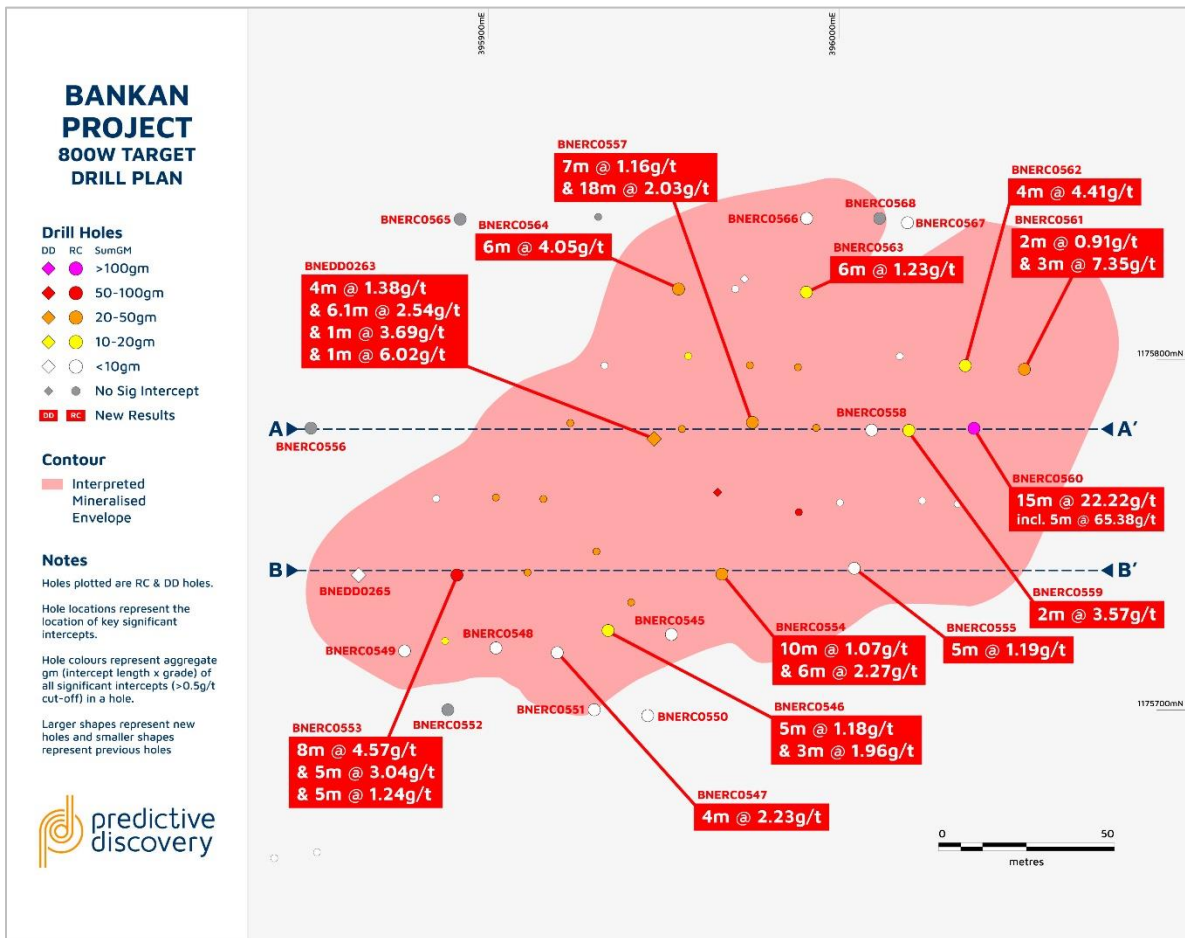 BANKAN
PROJECT
800W TARGET
DRILL PLAN
Drill Holes
DD RC SumGM
>100gm
50-100gm
20-50gm
10-20gm
<10gm
No Sig Intercept
DD RC New Results
Contour
Interpreted
Mineralised
Envelope
Notes
Holes plotted are RC & DD holes.
Hole locations represent the
location of key significant
intercepts.
Hole colours represent aggregate
gm (intercept length x grade) of
all significant intercepts (>0.5g/t
cut-off) in a hole.
Larger shapes represent new
holes and smaller shapes
represent previous holes
predictive
discovery
395900mE
396000mE
BNERC0557
7m @ 1.16g/t
& 18m @ 2.03g/t
BNERC0562
4m @ 4.41g/t
BNERC0565
BNERC0564
6m @ 4.05g/t
BNERC0566
BNERC0568
BNERC0567
BNERC0561
2m @ 0.91g/t
& 3m @ 7.35g/t
BNERC0563
6m @ 1.23g/t
BNEDD0263
4m @ 1.38g/t
& 6.1m @ 2.54g/t
& 1m @ 3.69g/t
& 1m @ 6.02g/t
1175800mN
A
BNERC0556
BNERC0558
A'
BNERC0560
15m @ 22.22g/t
incl. 5m @ 65.38g/t
B
BNEDD0265
B'
BNERC0559
2m @ 3.57g/t
BNERC0549
BNERC0548
BNERC0545
BNERC0554
10m @ 1.07g/t
& 6m @ 2.27g/t
BNERC0555
5m @ 1.19g/t
BNERC0552
BNERC0551
BNERC0550
1175700mN
BNERC0553
8m @ 4.57g/t
& 5m @ 3.04g/t
& 5m @ 1.24g/t
BNERC0546
5m @ 1.18g/t
& 3m @ 1.96g/t
BNERC0547
4m @ 2.23g/t
0 50
metres